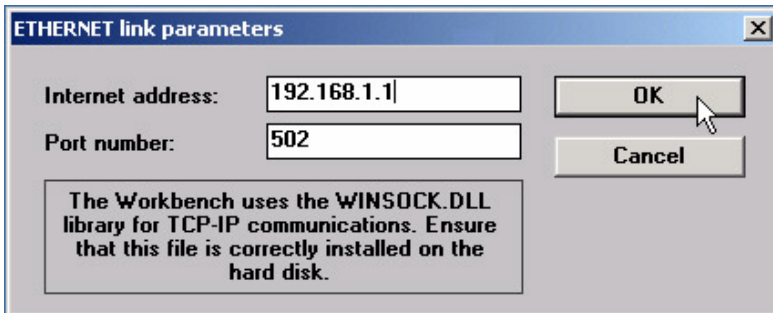 ETHERNET link parameters
Internet address:
192.168.1.1
OK
Port number:
502
Cancel
The Workbench uses the WINSOCK.DLL
library for TCP-IP communications. Ensure
that this file is correctly installed on the
hard disk.